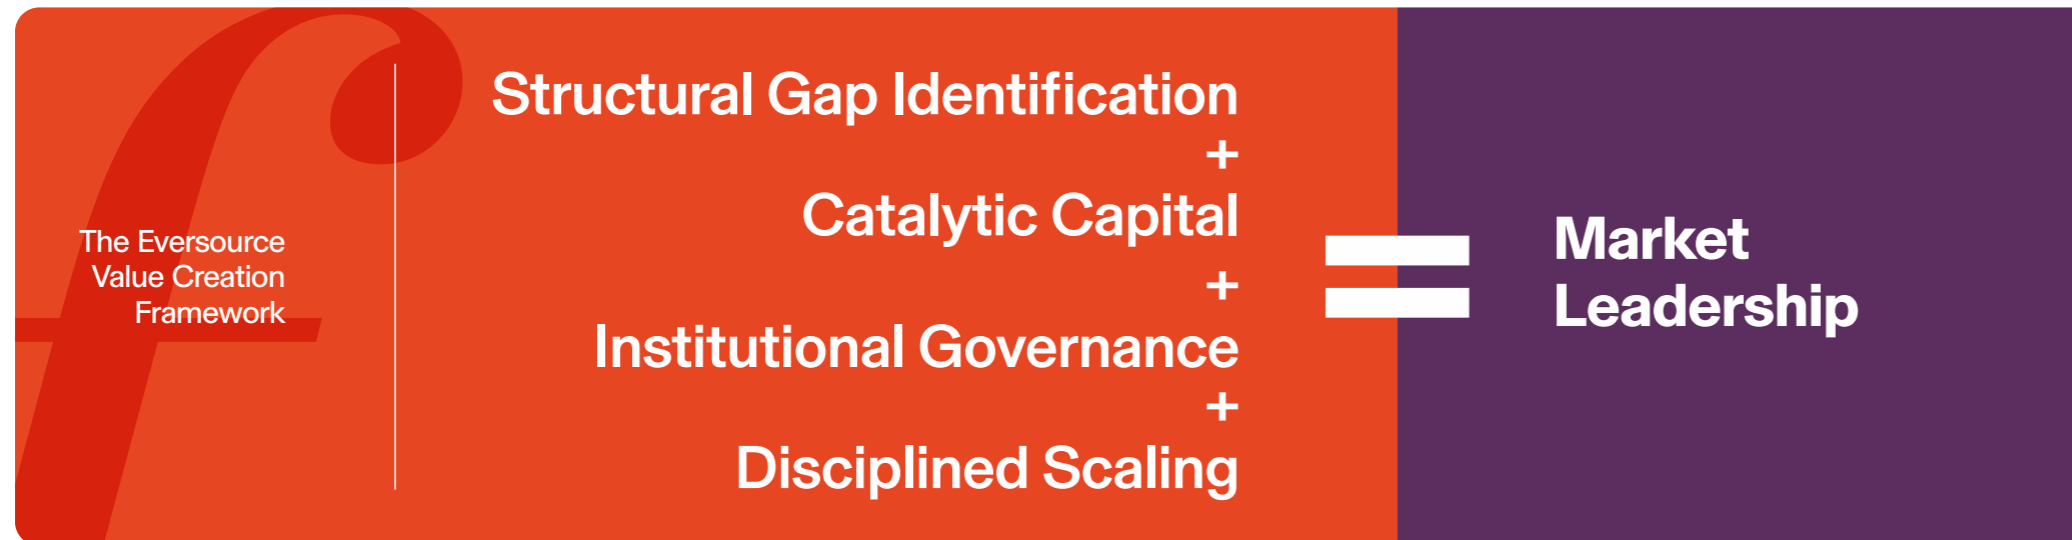 The Eversource
Value Creation
Framework
Structural Gap Identification
+
Catalytic Capital
+
Institutional Governance
+
Disciplined Scaling
=
Market
Leadership